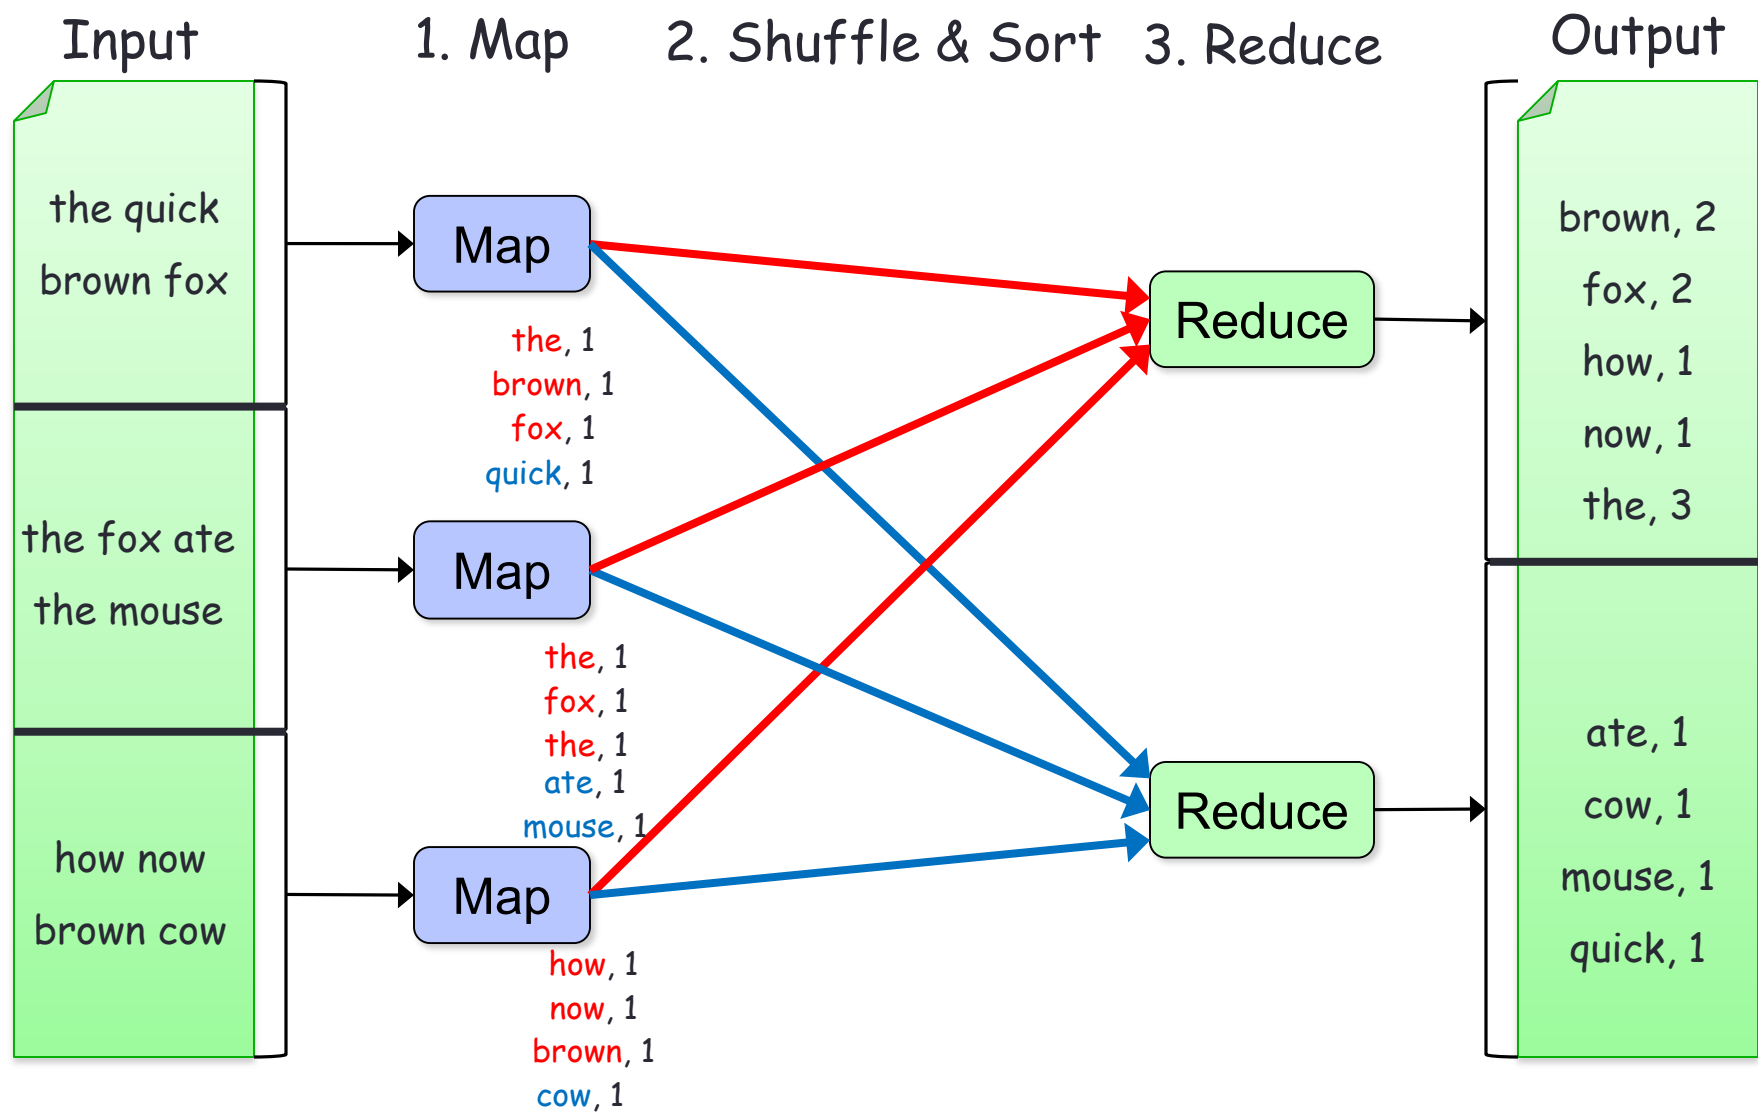 Input
1. Map
2. Shuffle & Sort
3. Reduce
Output
the quick
brown fox
the fox ate
the mouse
how now
brown cow
Map
the, 1
brown, 1
fox, 1
quick, 1
Map
the, 1
fox, 1
the, 1
ate, 1
mouse, 1
Map
how, 1
now, 1
brown, 1
cow, 1
Reduce
Reduce
brown, 2
fox, 2
how, 1
now, 1
the, 3
ate, 1
cow, 1
mouse, 1
quick, 1